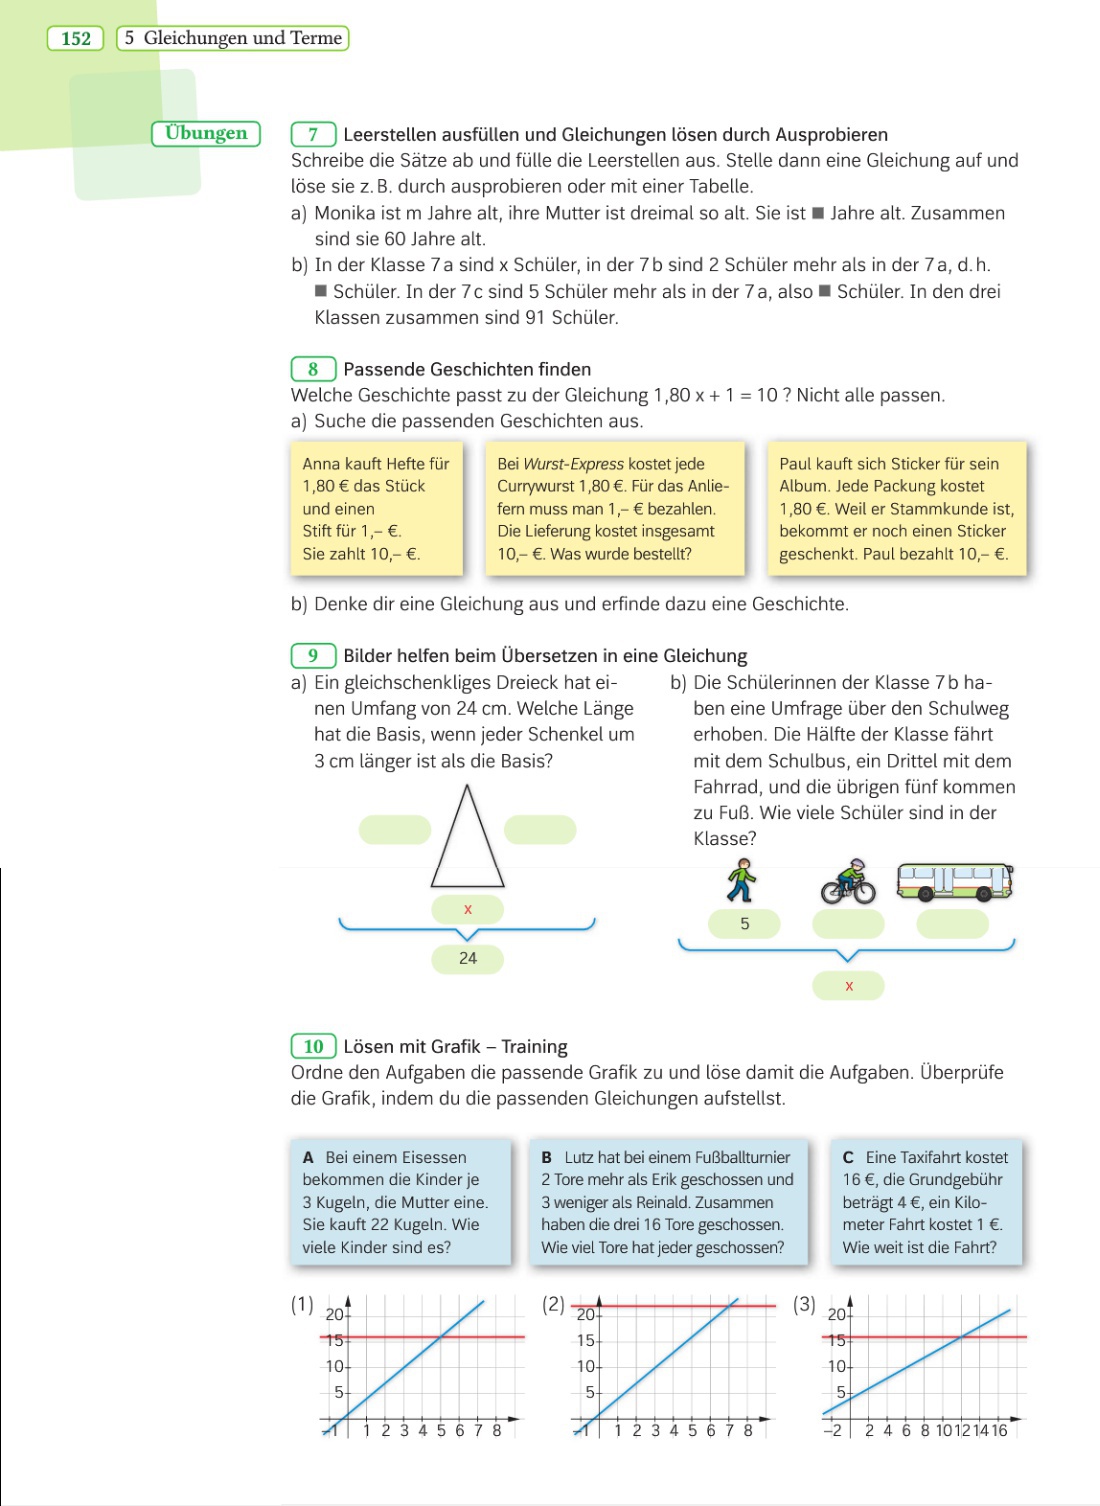 152
5 Gleichungen und Terme
Übungen
7 Leerstellen ausfüllen und Gleichungen lösen durch Ausprobieren
Schreibe die Sätze ab und fülle die Leerstellen aus. Stelle dann eine Gleichung auf und
löse sie z. B. durch ausprobieren oder mit einer Tabelle.
a) Monika ist m Jahre alt, ihre Mutter ist dreimal so alt. Sie ist ■ Jahre alt. Zusammen
sind sie 60 Jahre alt.
b) In der Klasse 7 a sind x Schüler, in der 7 b sind 2 Schüler mehr als in der 7 a, d. h.
■ Schüler. In der 7 c sind 5 Schüler mehr als in der 7 a, also ■ Schüler. In den drei
Klassen zusammen sind 91 Schüler.
8 Passende Geschichten finden
Welche Geschichte passt zu der Gleichung 1,80 x + 1 = 10 ? Nicht alle passen.
a) Suche die passenden Geschichten aus.
Anna kauft Hefte für
1,80 € das Stück
und einen
Stift für 1,– €.
Sie zahlt 10,– €.
Bei Wurst-Express kostet jede
Currywurst 1,80 €. Für das Anlie-
fern muss man 1,– € bezahlen.
Die Lieferung kostet insgesamt
10,– €. Was wurde bestellt?
Paul kauft sich Sticker für sein
Album. Jede Packung kostet
1,80 €. Weil er Stammkunde ist,
bekommt er noch einen Sticker
geschenkt. Paul bezahlt 10,– €.
b) Denke dir eine Gleichung aus und erfinde dazu eine Geschichte.
9 Bilder helfen beim Übersetzen in eine Gleichung
a) Ein gleichschenkliges Dreieck hat ei-
nen Umfang von 24 cm. Welche Länge
hat die Basis, wenn jeder Schenkel um
3 cm länger ist als die Basis?
x
24
b) Die Schülerinnen der Klasse 7 b ha-
ben eine Umfrage über den Schulweg
erhoben. Die Hälfte der Klasse fährt
mit dem Schulbus, ein Drittel mit dem
Fahrrad, und die übrigen fünf kommen
zu Fuß. Wie viele Schüler sind in der
Klasse?
5
x
10 Lösen mit Grafik – Training
Ordne den Aufgaben die passende Grafik zu und löse damit die Aufgaben. Überprüfe
die Grafik, indem du die passenden Gleichungen aufstellst.
A Bei einem Eisessen
bekommen die Kinder je
3 Kugeln, die Mutter eine.
Sie kauft 22 Kugeln. Wie
viele Kinder sind es?
B Lutz hat bei einem Fußballturnier
2 Tore mehr als Erik geschossen und
3 weniger als Reinald. Zusammen
haben die drei 16 Tore geschossen.
Wie viel Tore hat jeder geschossen?
C Eine Taxifahrt kostet
16 €, die Grundgebühr
beträgt 4 €, ein Kilo-
meter Fahrt kostet 1 €.
Wie weit ist die Fahrt?
(1)
20
15
10
5
–1 1 2 3 4 5 6 7 8
(2)
20
15
10
5
–1 1 2 3 4 5 6 7 8
(3)
20
15
10
5
–2 2 4 6 8 10 12 14 16